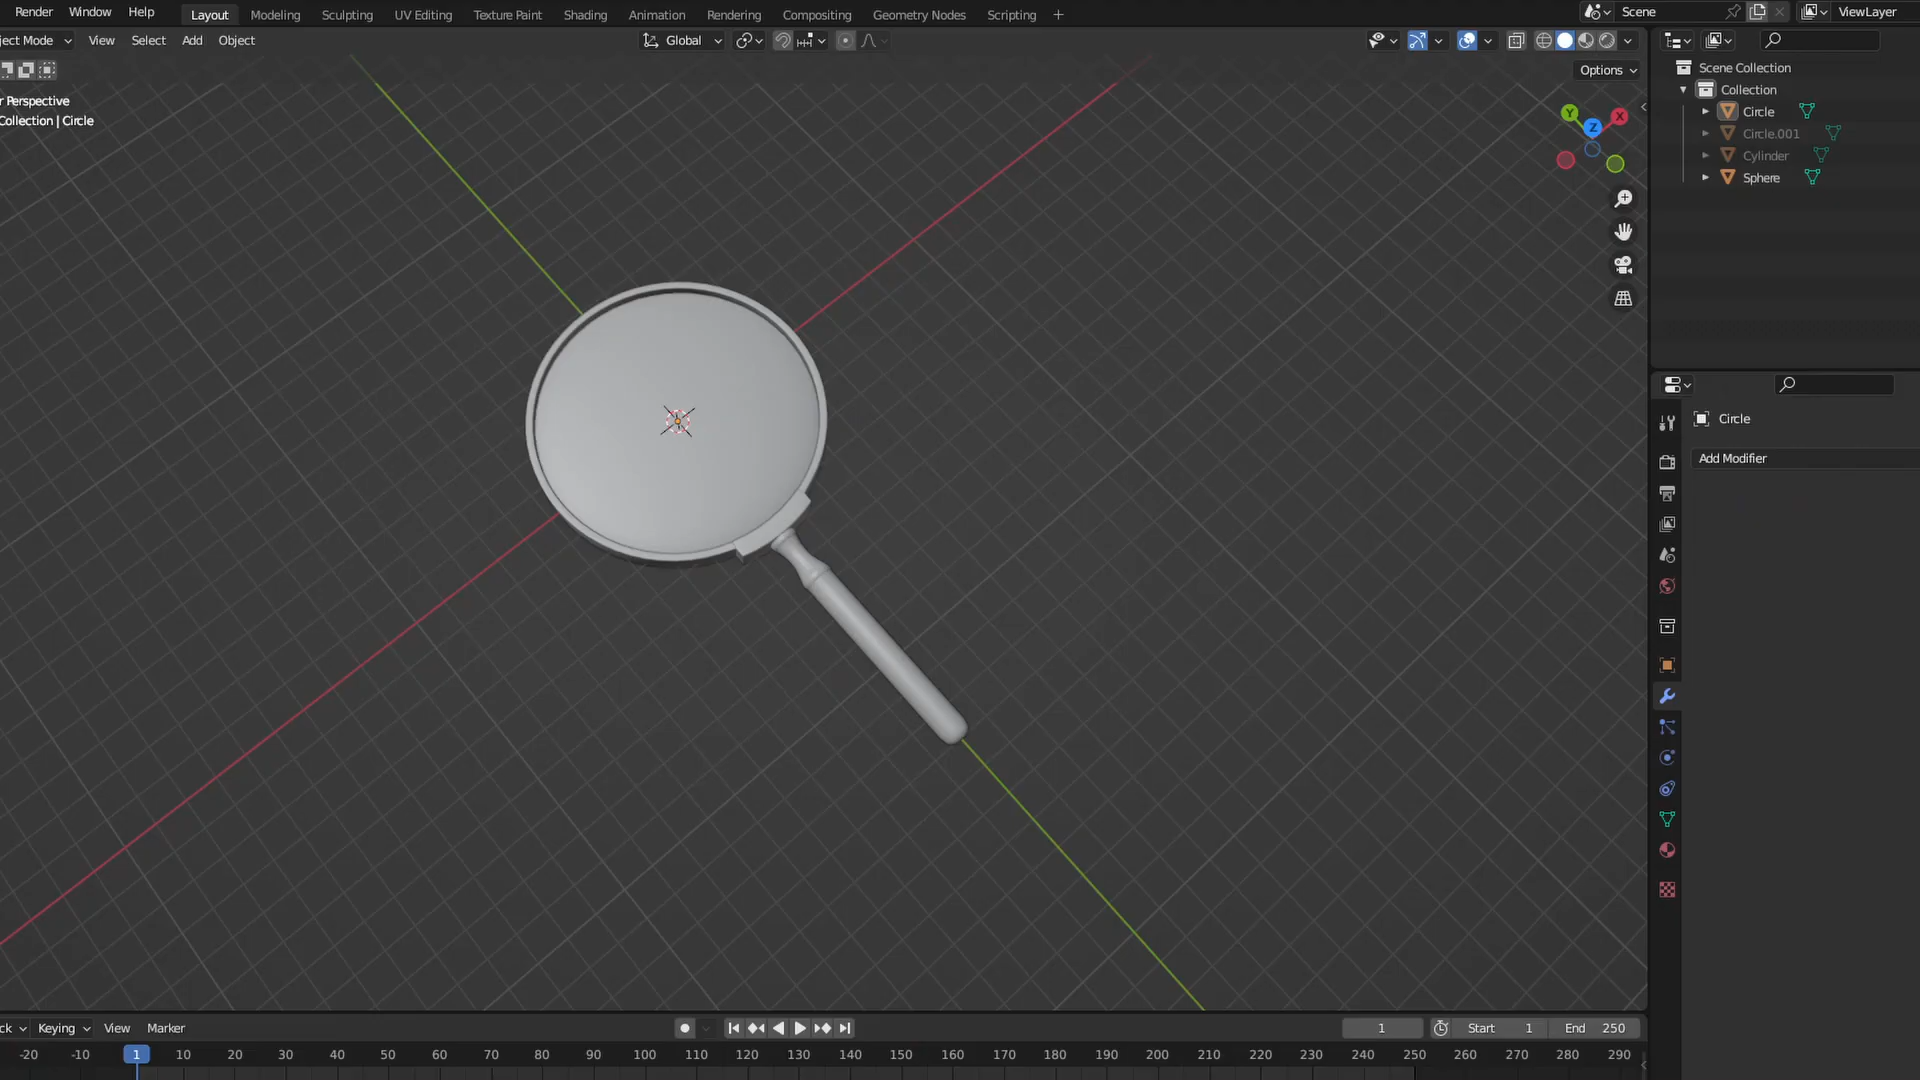 Render Window Help Layout Modeling Sculpting UV Editing Texture Paint Shading Animation Rendering Compositing Geometry Nodes Scripting + Scene ViewLayer
ject Mode View Select Add Object Global
Options
r Perspective
Collection | Circle
Y
X
Z
Scene Collection
Collection
Circle
Circle.001
Cylinder
Sphere
Circle
Add Modifier
ck Keying View Marker 1 Start 1 End 250
-20 -10 1 10 20 30 40 50 60 70 80 90 100 110 120 130 140 150 160 170 180 190 200 210 220 230 240 250 260 270 280 290